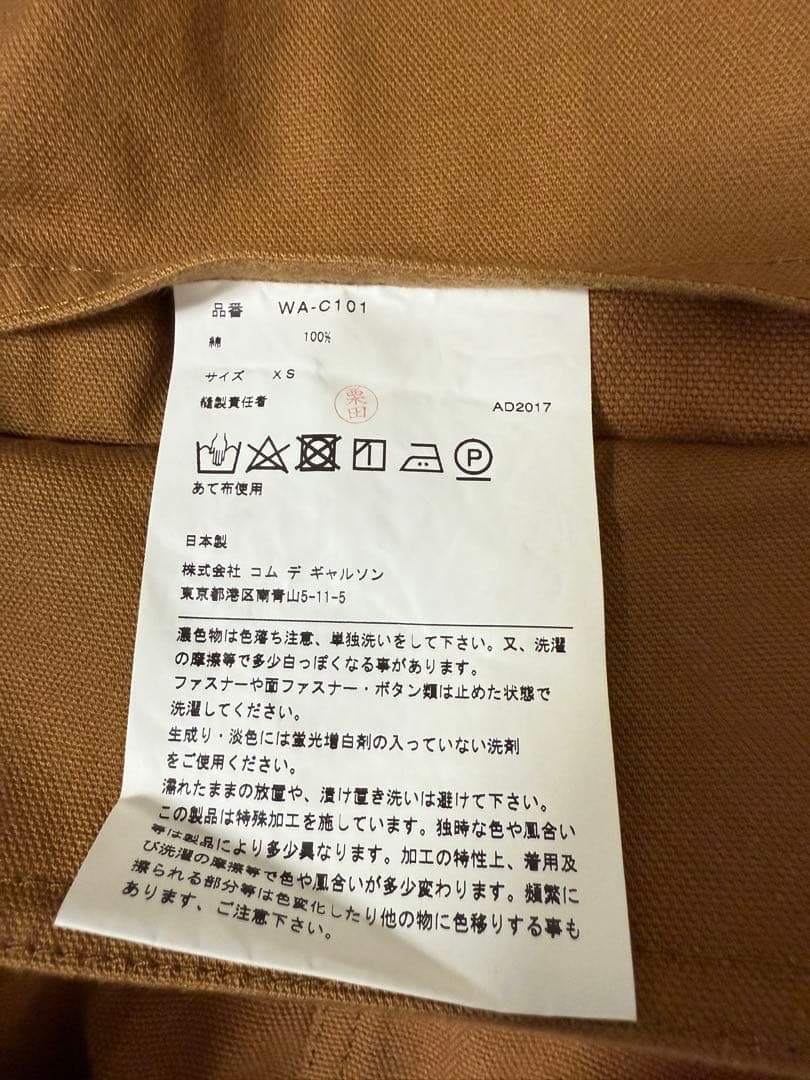 品番 WA-C101
綿 100%
サイズ XS
縫製責任者 栗田 AD2017
P
あて布使用
日本製
株式会社 コム デ ギャルソン
東京都港区南青山5-11-5
濃色物は色落ち注意、単独洗いをして下さい。又、洗濯
の摩擦等で多少白っぽくなる事があります。
ファスナーや面ファスナー・ボタン類は止めた状態で
洗濯してください。
生成り・淡色には蛍光増白剤の入っていない洗剤
をご使用ください。
濡れたままの放置や、漬け置き洗いは避けて下さい。
この製品は特殊加工を施しています。独特な色や風合い
等は製品により多少異なります。加工の特性上、着用及
び洗濯の摩擦等で色や風合いが多少変わります。頻繁に
擦られる部分等は色変化したり他の物に色移りする事も
あります、ご注意下さい。